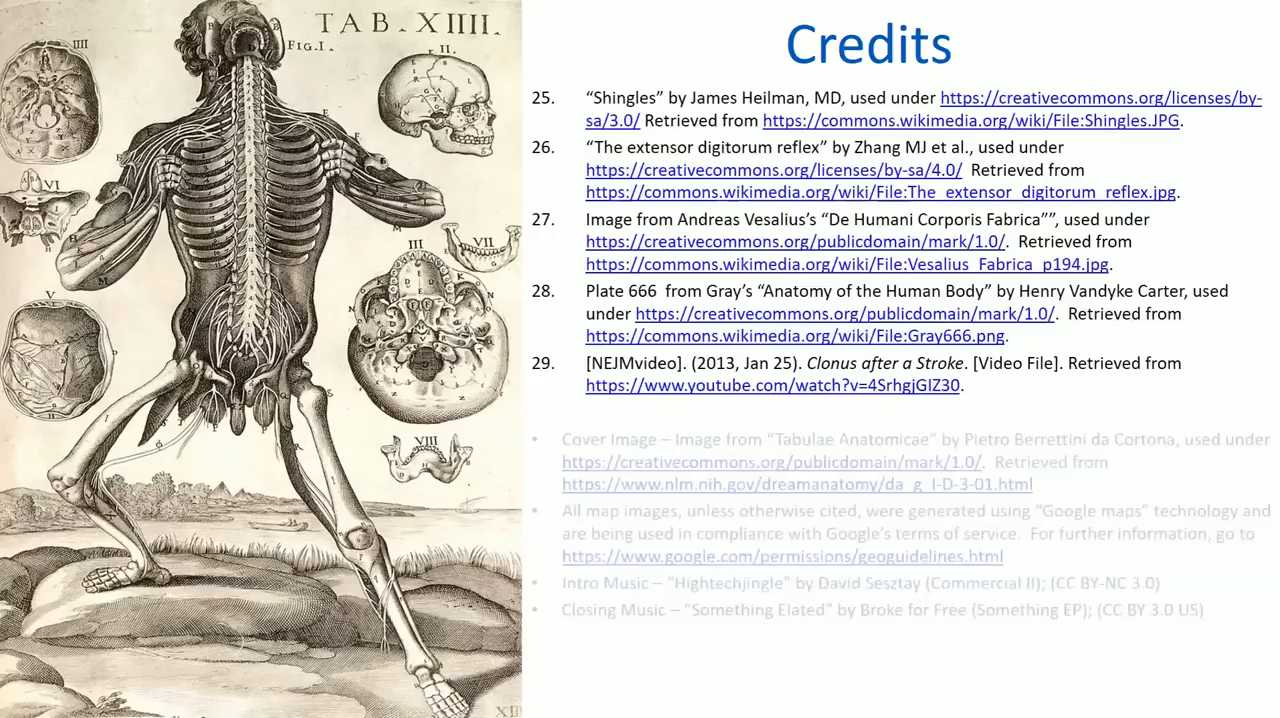 TAB. XIIII.
FIG.I.
IIII
II.
VI
III
VII
V
VIII
Credits
25. “Shingles” by James Heilman, MD, used under https://creativecommons.org/licenses/by-
sa/3.0/ Retrieved from https://commons.wikimedia.org/wiki/File:Shingles.JPG.
26. “The extensor digitorum reflex” by Zhang MJ et al., used under
https://creativecommons.org/licenses/by-sa/4.0/ Retrieved from
https://commons.wikimedia.org/wiki/File:The_extensor_digitorum_reflex.jpg.
27. Image from Andreas Vesalius’s “De Humani Corporis Fabrica””, used under
https://creativecommons.org/publicdomain/mark/1.0/. Retrieved from
https://commons.wikimedia.org/wiki/File:Vesalius_Fabrica_p194.jpg.
28. Plate 666 from Gray’s “Anatomy of the Human Body” by Henry Vandyke Carter, used
under https://creativecommons.org/publicdomain/mark/1.0/. Retrieved from
https://commons.wikimedia.org/wiki/File:Gray666.png.
29. [NEJMvideo]. (2013, Jan 25). Clonus after a Stroke. [Video File]. Retrieved from
https://www.youtube.com/watch?v=4SrhgjGIZ30.
• Cover Image – Image from “Tabulae Anatomicae” by Pietro Berrettini da Cortona, used under
https://creativecommons.org/publicdomain/mark/1.0/. Retrieved from
https://www.nlm.nih.gov/dreamanatomy/da_g_I-D-3-01.html
• All map images, unless otherwise cited, were generated using “Google maps” technology and
are being used in compliance with Google’s terms of service. For further information, go to
https://www.google.com/permissions/geoguidelines.html
• Intro Music – “Hightechjingle” by David Sesztay (Commercial II); (CC BY-NC 3.0)
• Closing Music – “Something Elated” by Broke for Free (Something EP); (CC BY 3.0 US)